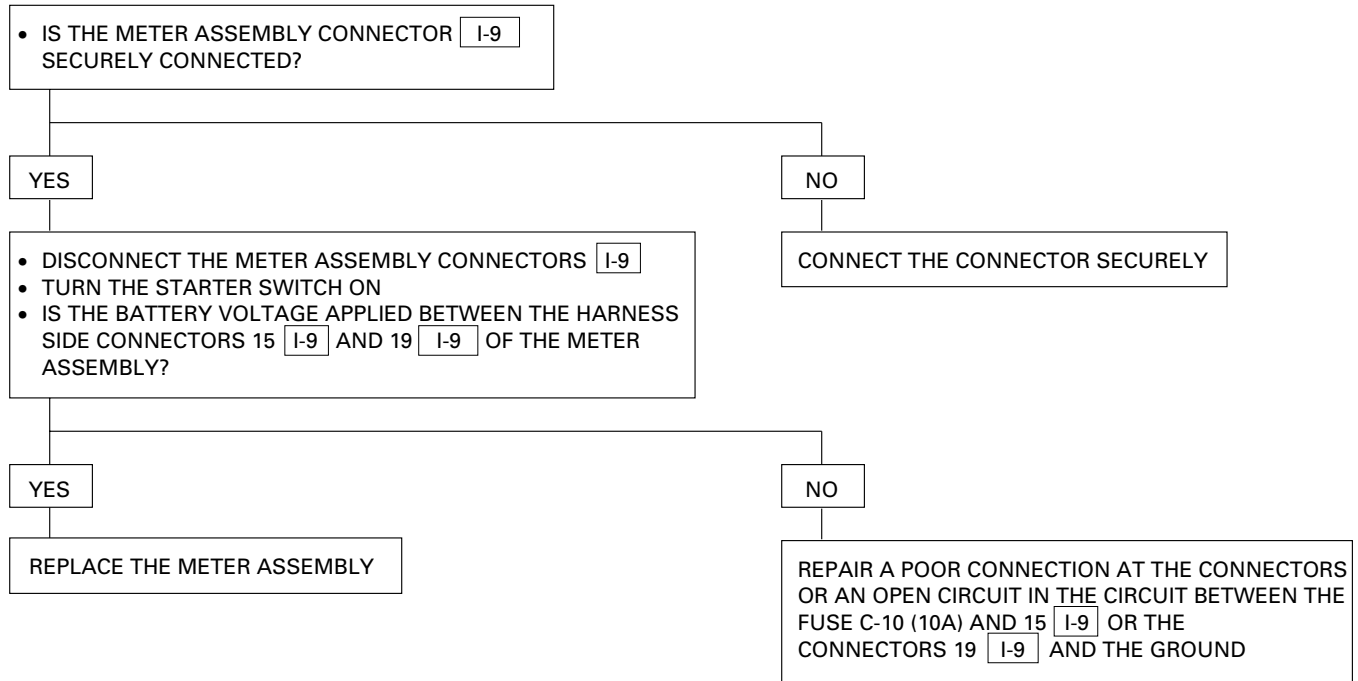 • IS THE METER ASSEMBLY CONNECTOR I-9
SECURELY CONNECTED?
YES
NO
• DISCONNECT THE METER ASSEMBLY CONNECTORS I-9
• TURN THE STARTER SWITCH ON
• IS THE BATTERY VOLTAGE APPLIED BETWEEN THE HARNESS
SIDE CONNECTORS 15 I-9 AND 19 I-9 OF THE METER
ASSEMBLY?
CONNECT THE CONNECTOR SECURELY
YES
NO
REPLACE THE METER ASSEMBLY
REPAIR A POOR CONNECTION AT THE CONNECTORS
OR AN OPEN CIRCUIT IN THE CIRCUIT BETWEEN THE
FUSE C-10 (10A) AND 15 I-9 OR THE
CONNECTORS 19 I-9 AND THE GROUND